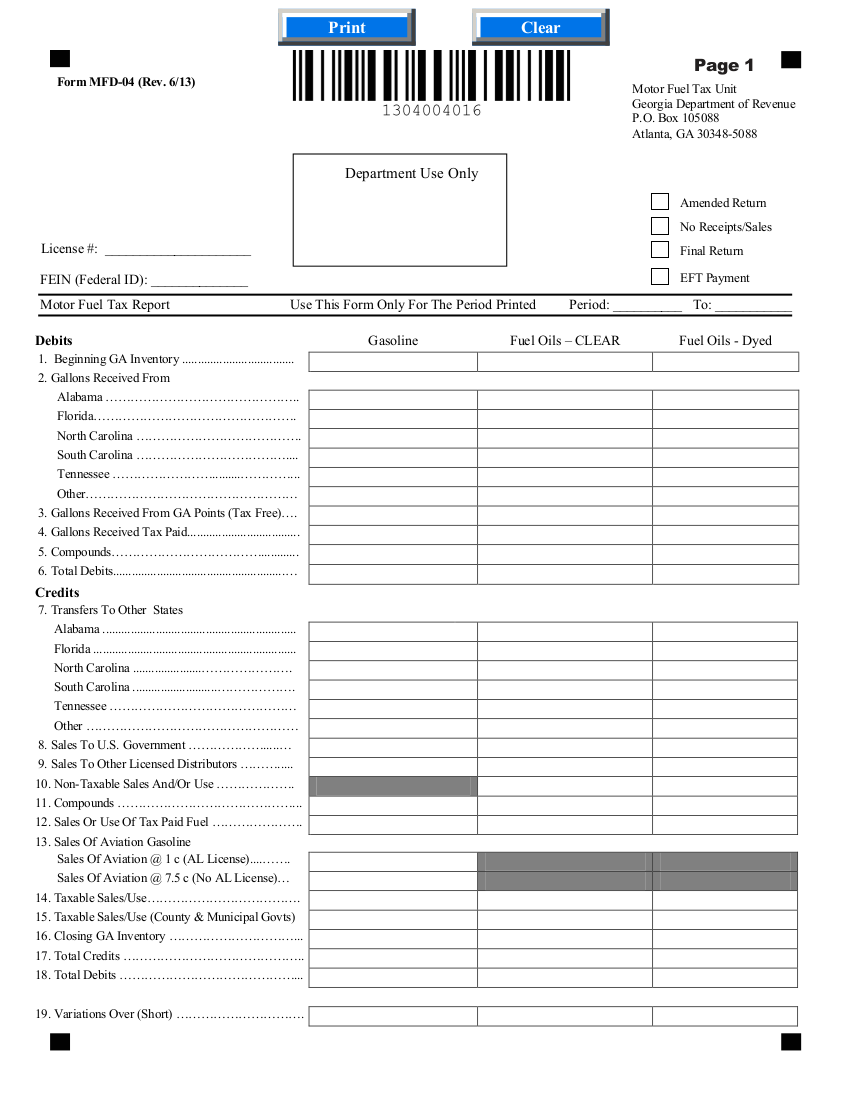 Print
Clear
Page 1
Form MFD-04 (Rev. 6/13)
1304004016
Motor Fuel Tax Unit
Georgia Department of Revenue
P.O. Box 105088
Atlanta, GA 30348-5088
Department Use Only
Amended Return
No Receipts/Sales
License #: ______________________
Final Return
FEIN (Federal ID): ______________
EFT Payment
Motor Fuel Tax Report Use This Form Only For The Period Printed Period: __________ To: ___________
Debits Gasoline Fuel Oils – CLEAR Fuel Oils - Dyed
1. Beginning GA Inventory ...................................
2. Gallons Received From
Alabama ………………………………………..
Florida………………………………………….
North Carolina ………………………………….
South Carolina ………………………………....
Tennessee ……………………..........…………...
Other……………………………………………
3. Gallons Received From GA Points (Tax Free)….
4. Gallons Received Tax Paid...................................
5. Compounds………………………………............
6. Total Debits......................................................….
Credits
7. Transfers To Other States
Alabama .............................................................
Florida ................................................................
North Carolina .......................………………….
South Carolina ...........................……………….
Tennessee ………………………………………
Other ……………………………………………
8. Sales To U.S. Government ………………......…
9. Sales To Other Licensed Distributors …………...
10. Non-Taxable Sales And/Or Use ……………….
11. Compounds ……………………………………...
12. Sales Or Use Of Tax Paid Fuel ………………….
13. Sales Of Aviation Gasoline
Sales Of Aviation @ 1 c (AL License)....…….
Sales Of Aviation @ 7.5 c (No AL License)…
14. Taxable Sales/Use……………………………….
15. Taxable Sales/Use (County & Municipal Govts)
16. Closing GA Inventory …………………………...
17. Total Credits …………………………………….
18. Total Debits …………………………………….....
19. Variations Over (Short) ………………………….